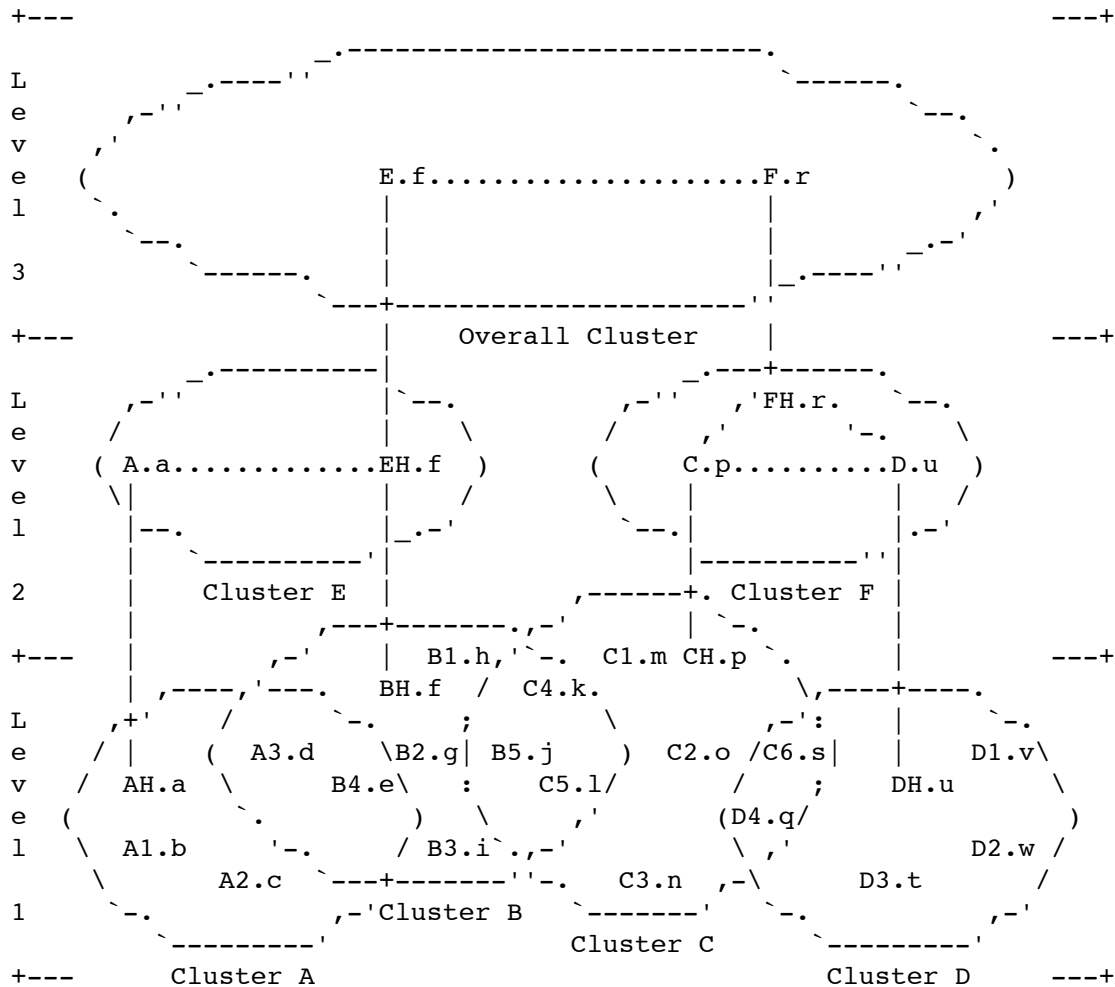 +--- ---+
L
e
v
e E.f.....................F.r
l
3
+--- Overall Cluster ---+
L FH.r.
e
v A.a.............EH.f C.p..........D.u
e
l
2 Cluster E Cluster F
+--- B1.h C1.m CH.p ---+
BH.f C4.k
L
e A3.d B2.g B5.j C2.o C6.s D1.v
v AH.a B4.e C5.l DH.u
e D4.q
l A1.b B3.i D2.w
A2.c C3.n D3.t
1 Cluster B
Cluster C
+--- Cluster A Cluster D ---+